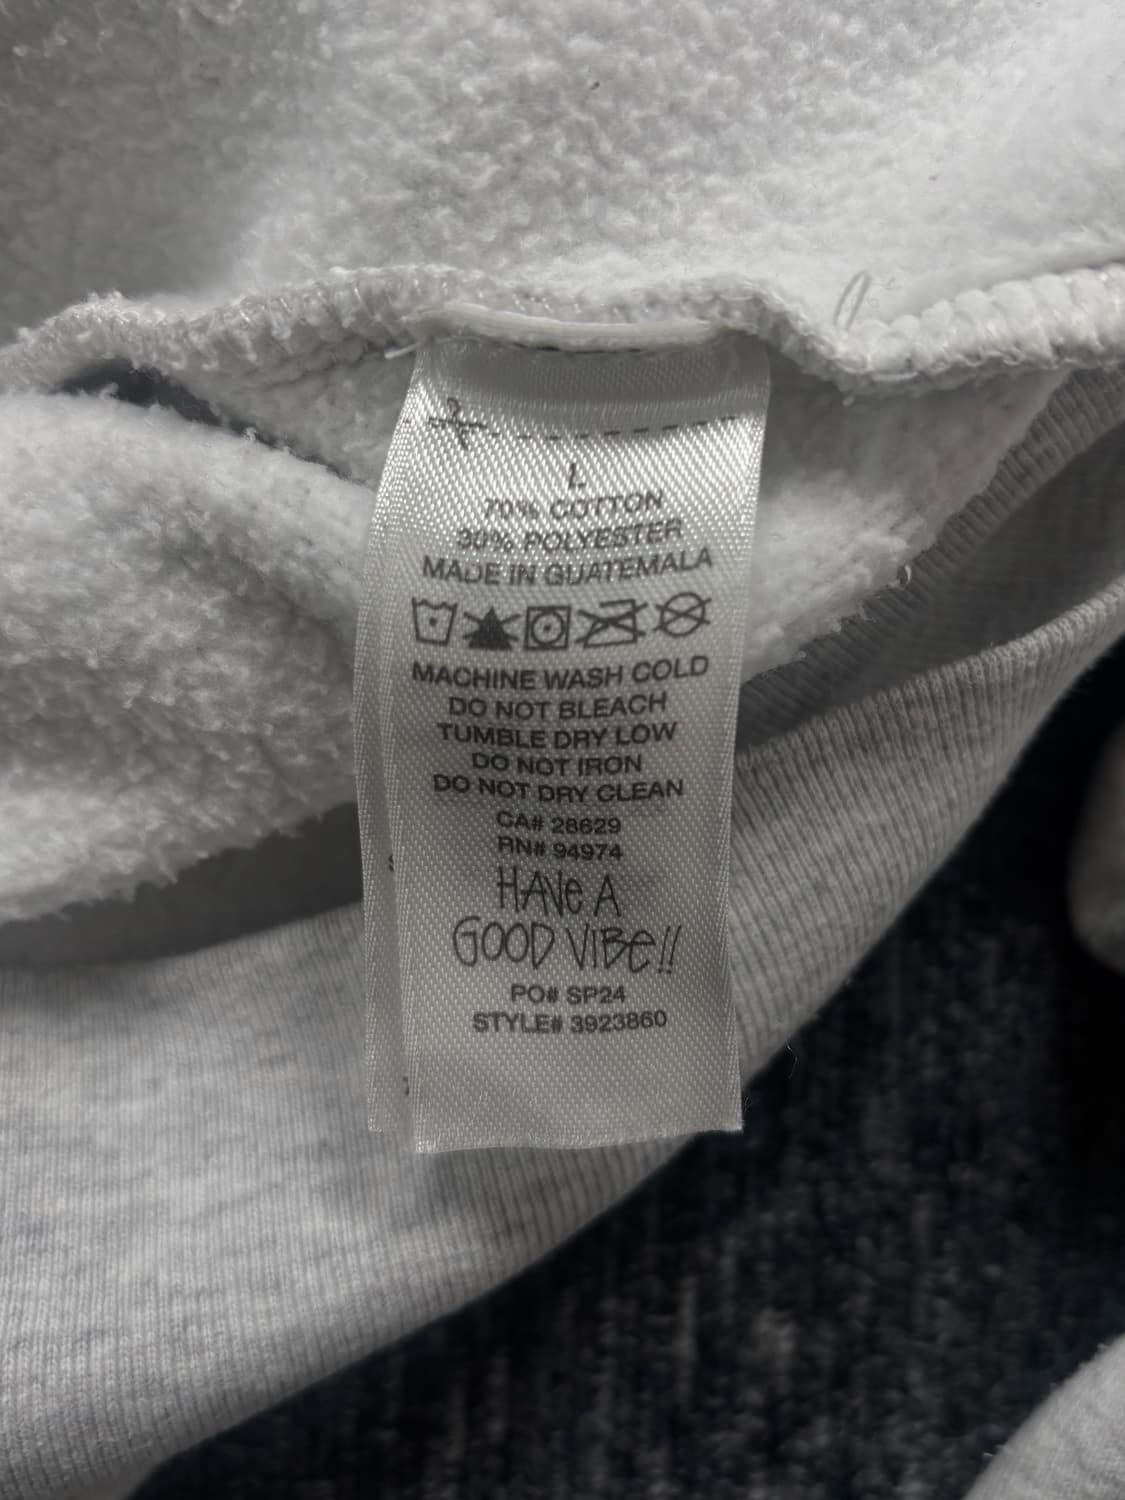 L
70% COTTON
30% POLYESTER
MADE IN GUATEMALA
MACHINE WASH COLD
DO NOT BLEACH
TUMBLE DRY LOW
DO NOT IRON
DO NOT DRY CLEAN
CA# 28629
RN# 94974
HAVe A
GOOD VIBe!!
PO# SP24
STYLE# 3923860